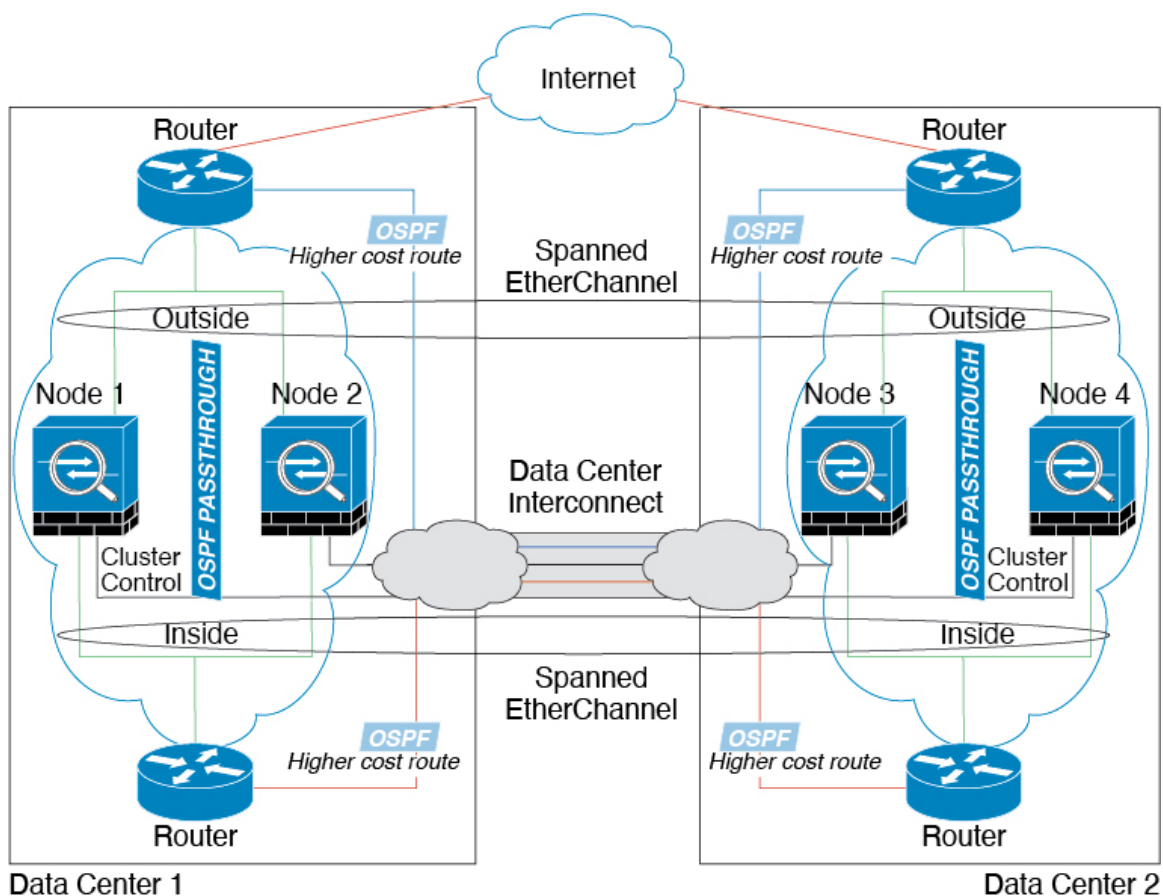 Internet
Router
Router
OSPF
Higher cost route
OSPF
Higher cost route
Spanned
EtherChannel
Outside
Outside
Node 1
Node 2
Node 3
Node 4
OSPF PASSTHROUGH
OSPF PASSTHROUGH
Data Center
Interconnect
Cluster
Control
Cluster
Control
Inside
Inside
Spanned
EtherChannel
OSPF
Higher cost route
OSPF
Higher cost route
Router
Router
Data Center 1
Data Center 2